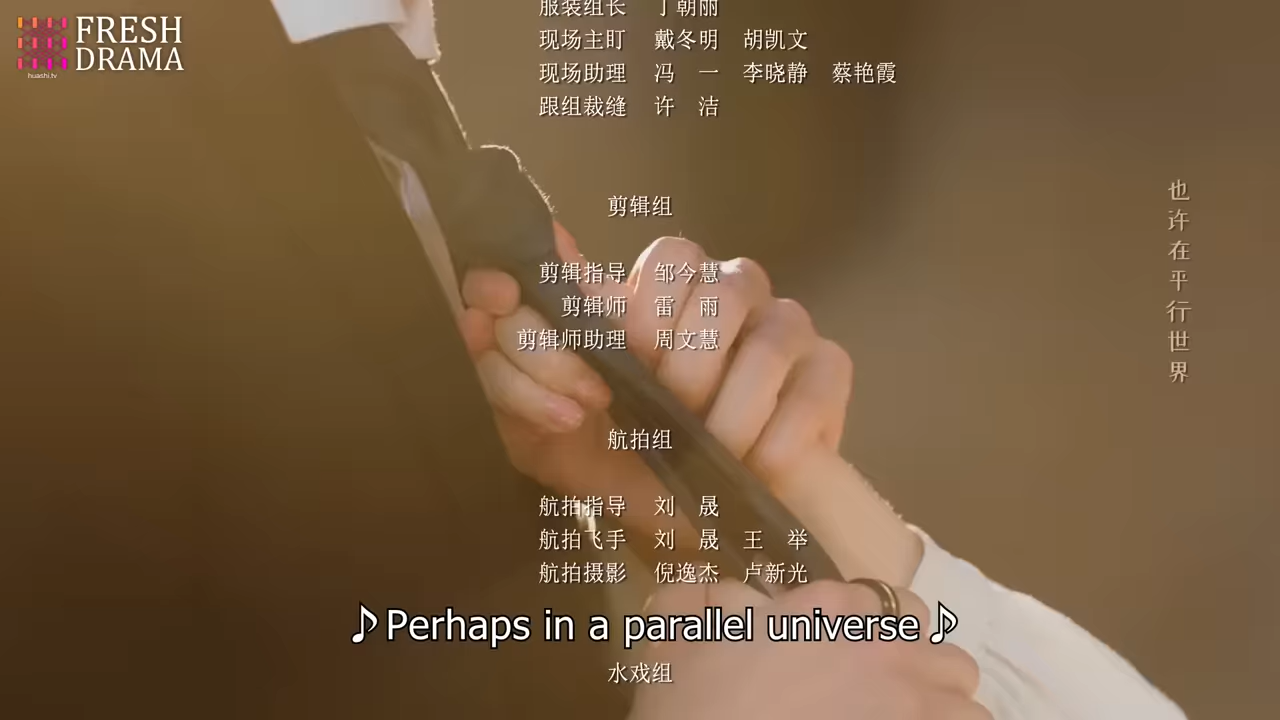 FRESH
DRAMA
huashi.tv
服装组长 丁朝丽
现场主盯 戴冬明 胡凯文
现场助理 冯 一 李晓静 蔡艳霞
跟组裁缝 许 洁
剪辑组
剪辑指导 邹今慧
剪辑师 雷 雨
剪辑师助理 周文慧
航拍组
航拍指导 刘 晟
航拍飞手 刘 晟 王 举
航拍摄影 倪逸杰 卢新光
♪Perhaps in a parallel universe♪
水戏组
也许在平行世界